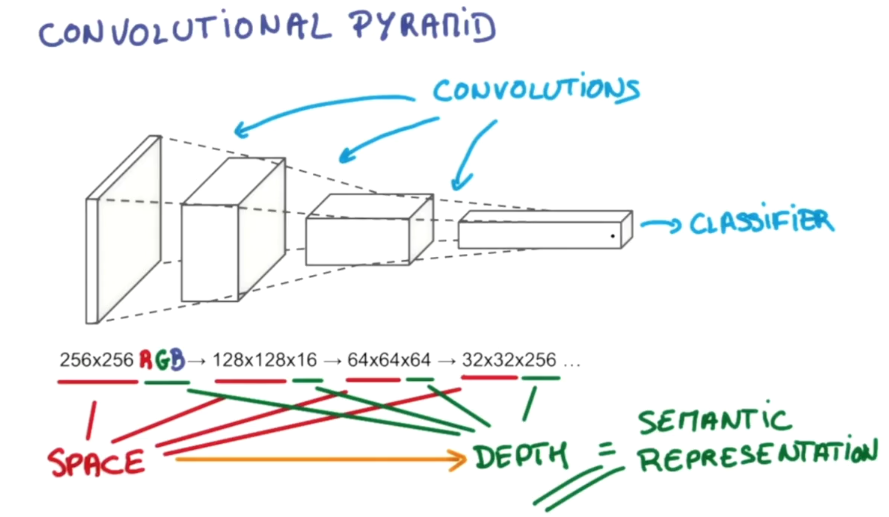 CONVOLUTIONAL PYRAMID
CONVOLUTIONS
CLASSIFIER
256x256 RGB → 128x128x16 → 64x64x64 → 32x32x256 ...
SPACE → DEPTH = SEMANTIC
REPRESENTATION